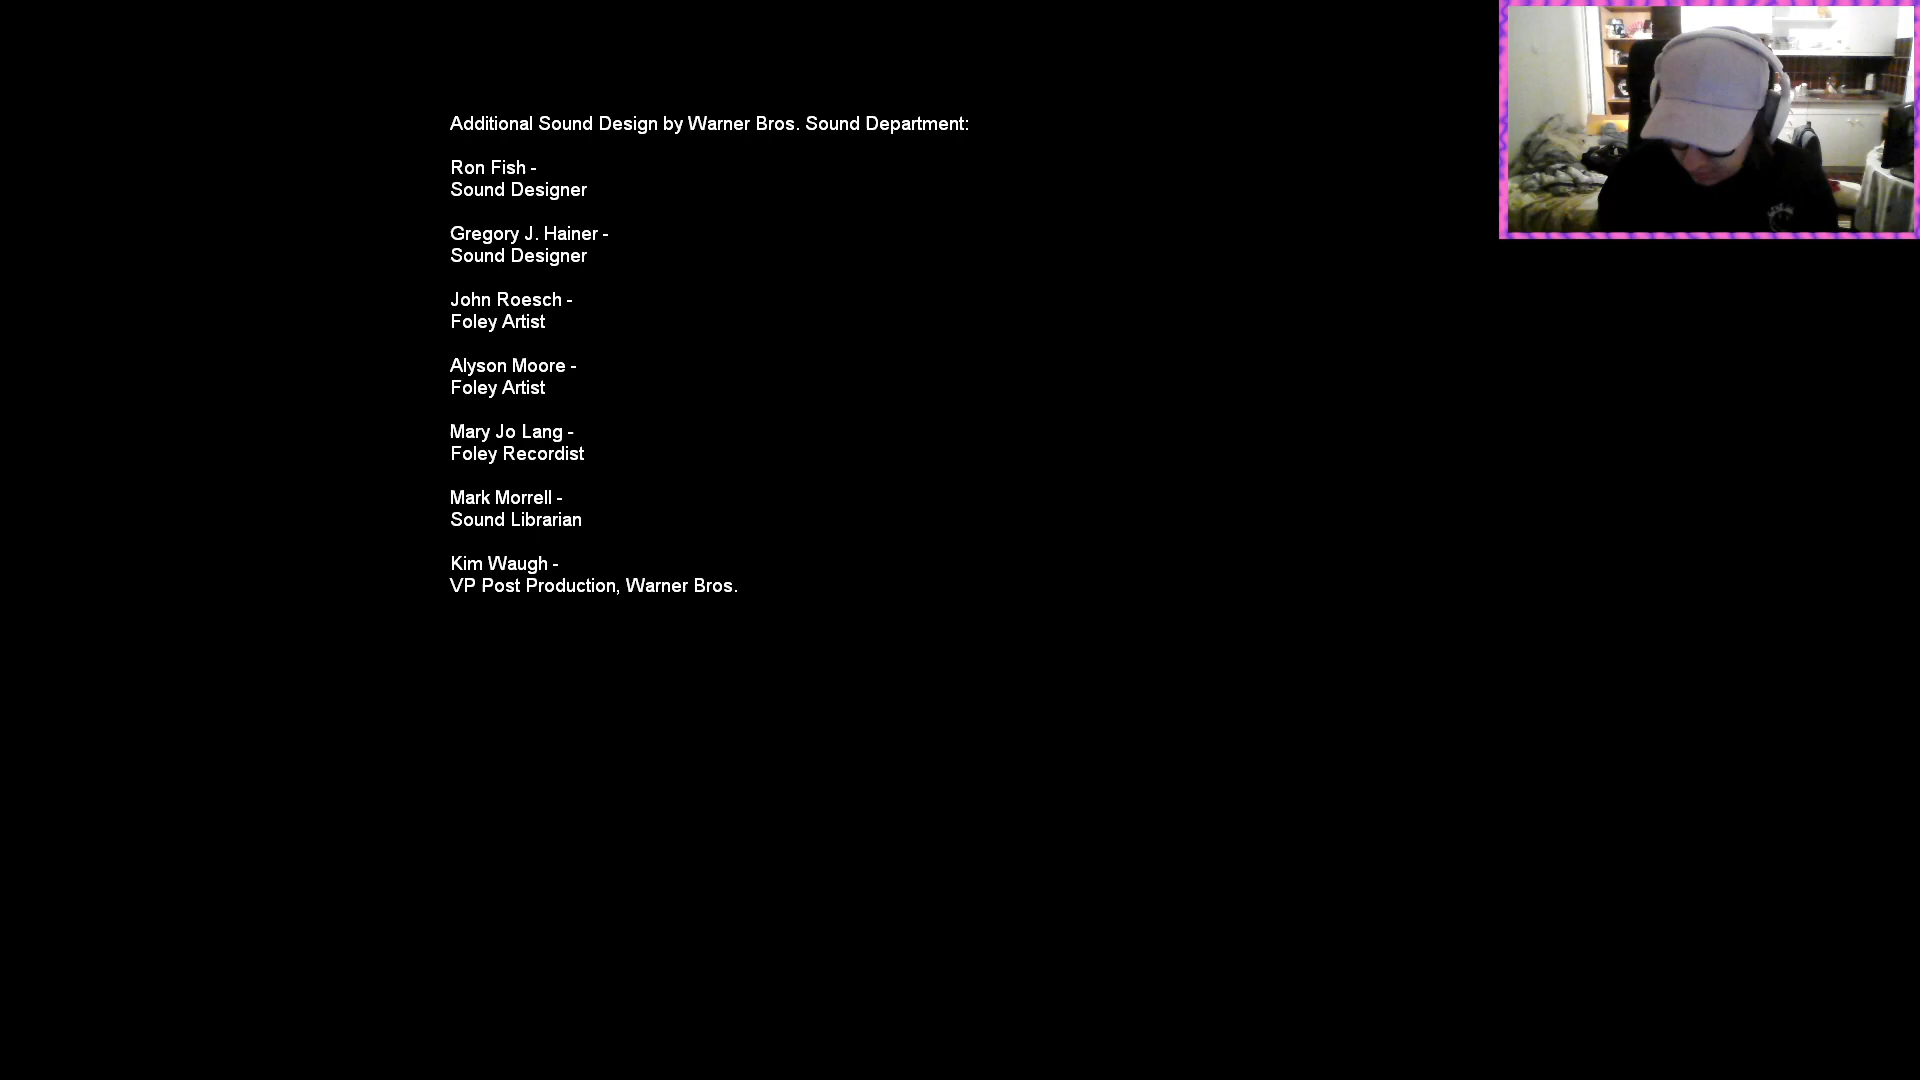 Additional Sound Design by Warner Bros. Sound Department:
Ron Fish -
Sound Designer
Gregory J. Hainer -
Sound Designer
John Roesch -
Foley Artist
Alyson Moore -
Foley Artist
Mary Jo Lang -
Foley Recordist
Mark Morrell -
Sound Librarian
Kim Waugh -
VP Post Production, Warner Bros.